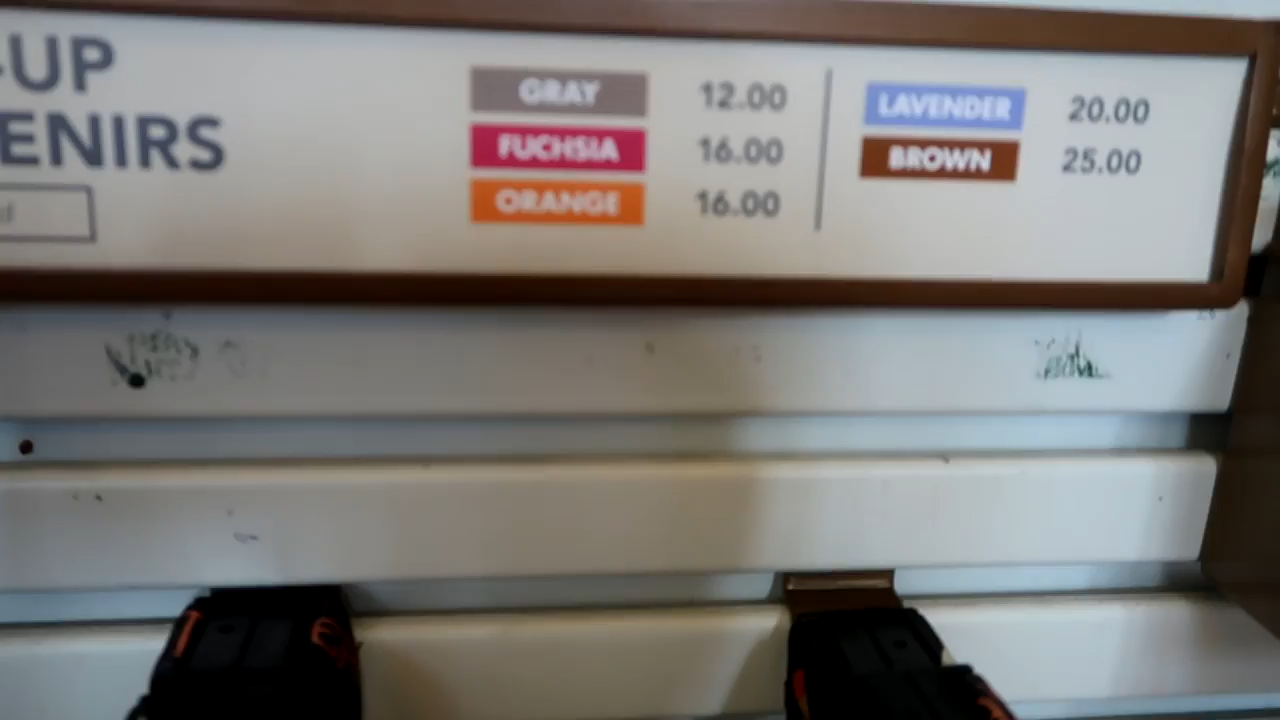 -UP
ENIRS
GRAY 12.00
FUCHSIA 16.00
ORANGE 16.00
LAVENDER 20.00
BROWN 25.00